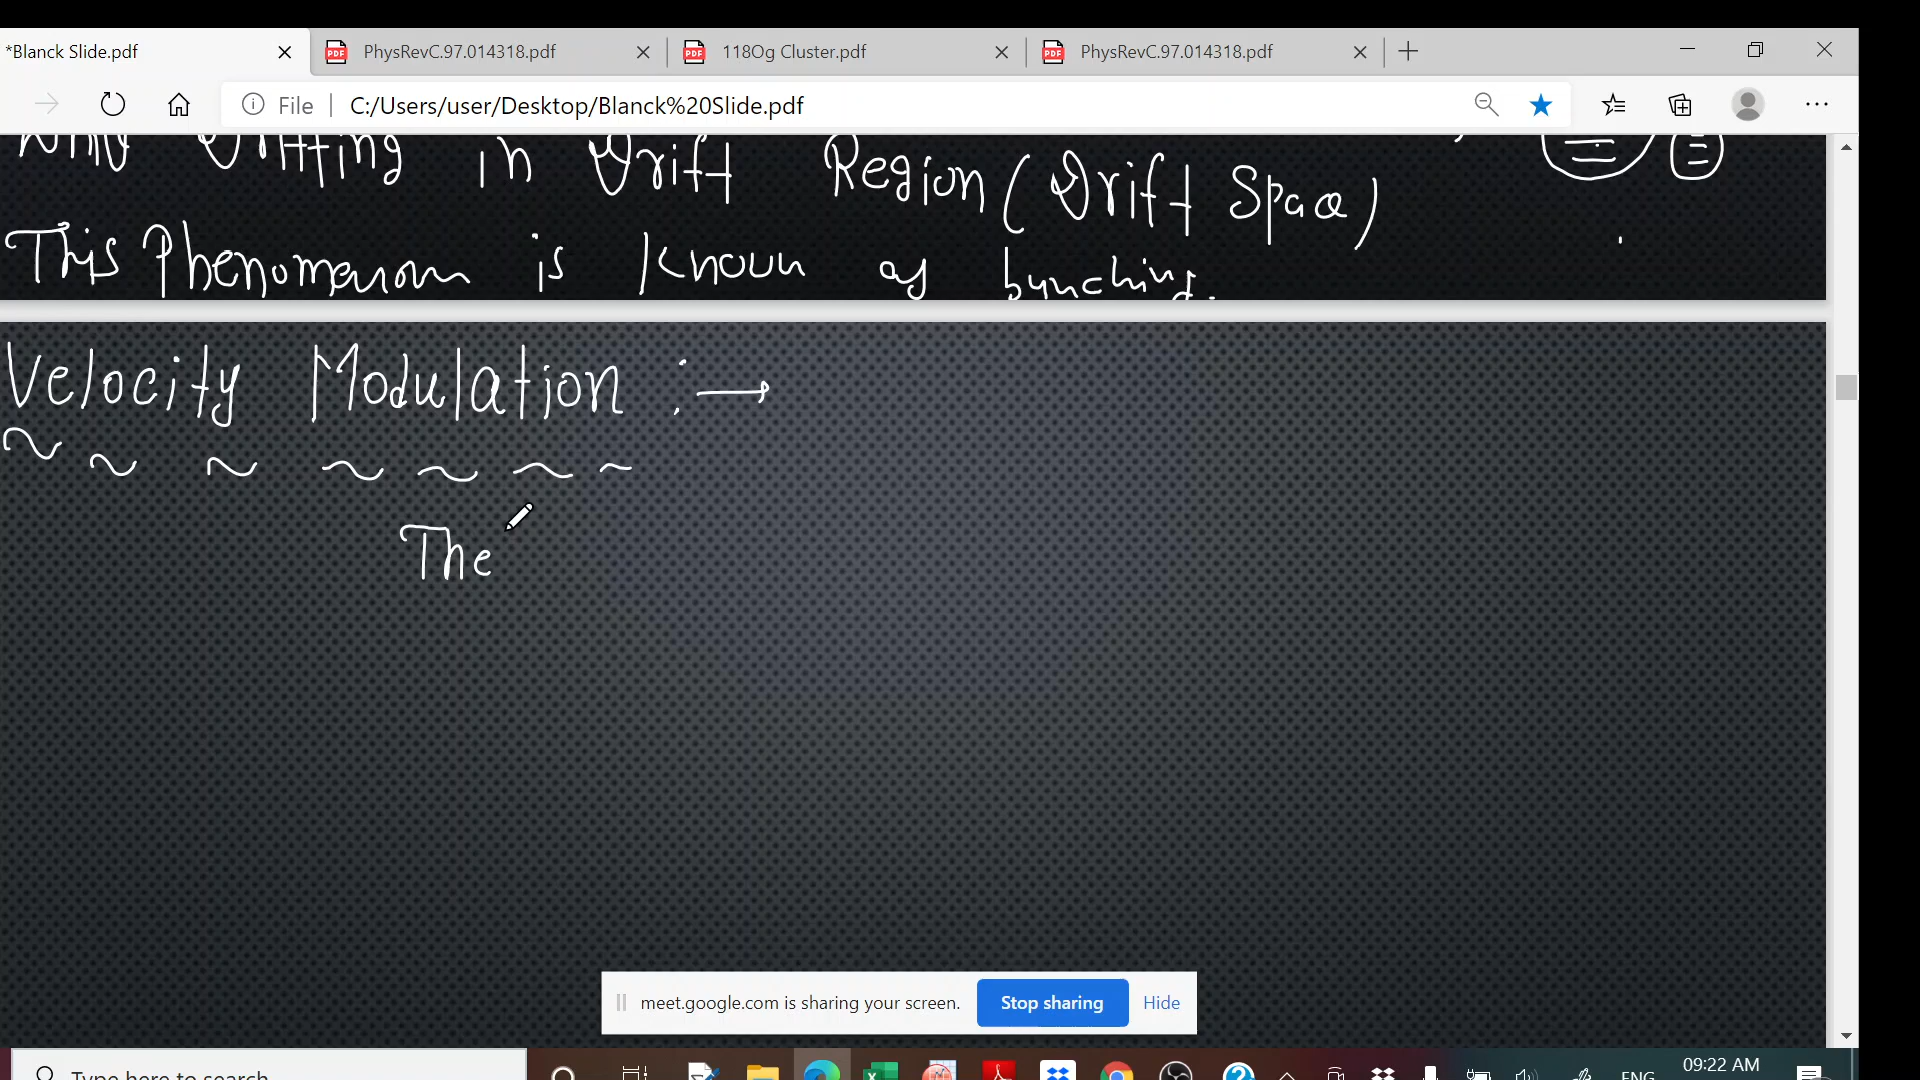 *Blanck Slide.pdf
PhysRevC.97.014318.pdf
118Og Cluster.pdf
PhysRevC.97.014318.pdf
File
C:/Users/user/Desktop/Blanck%20Slide.pdf
Drifting in Drift Region (Drift Space)
This Phenomenon is known as bunching.
Velocity Modulation :→
The
meet.google.com is sharing your screen.
Stop sharing
Hide
Type here to search
ENG
09:22 AM